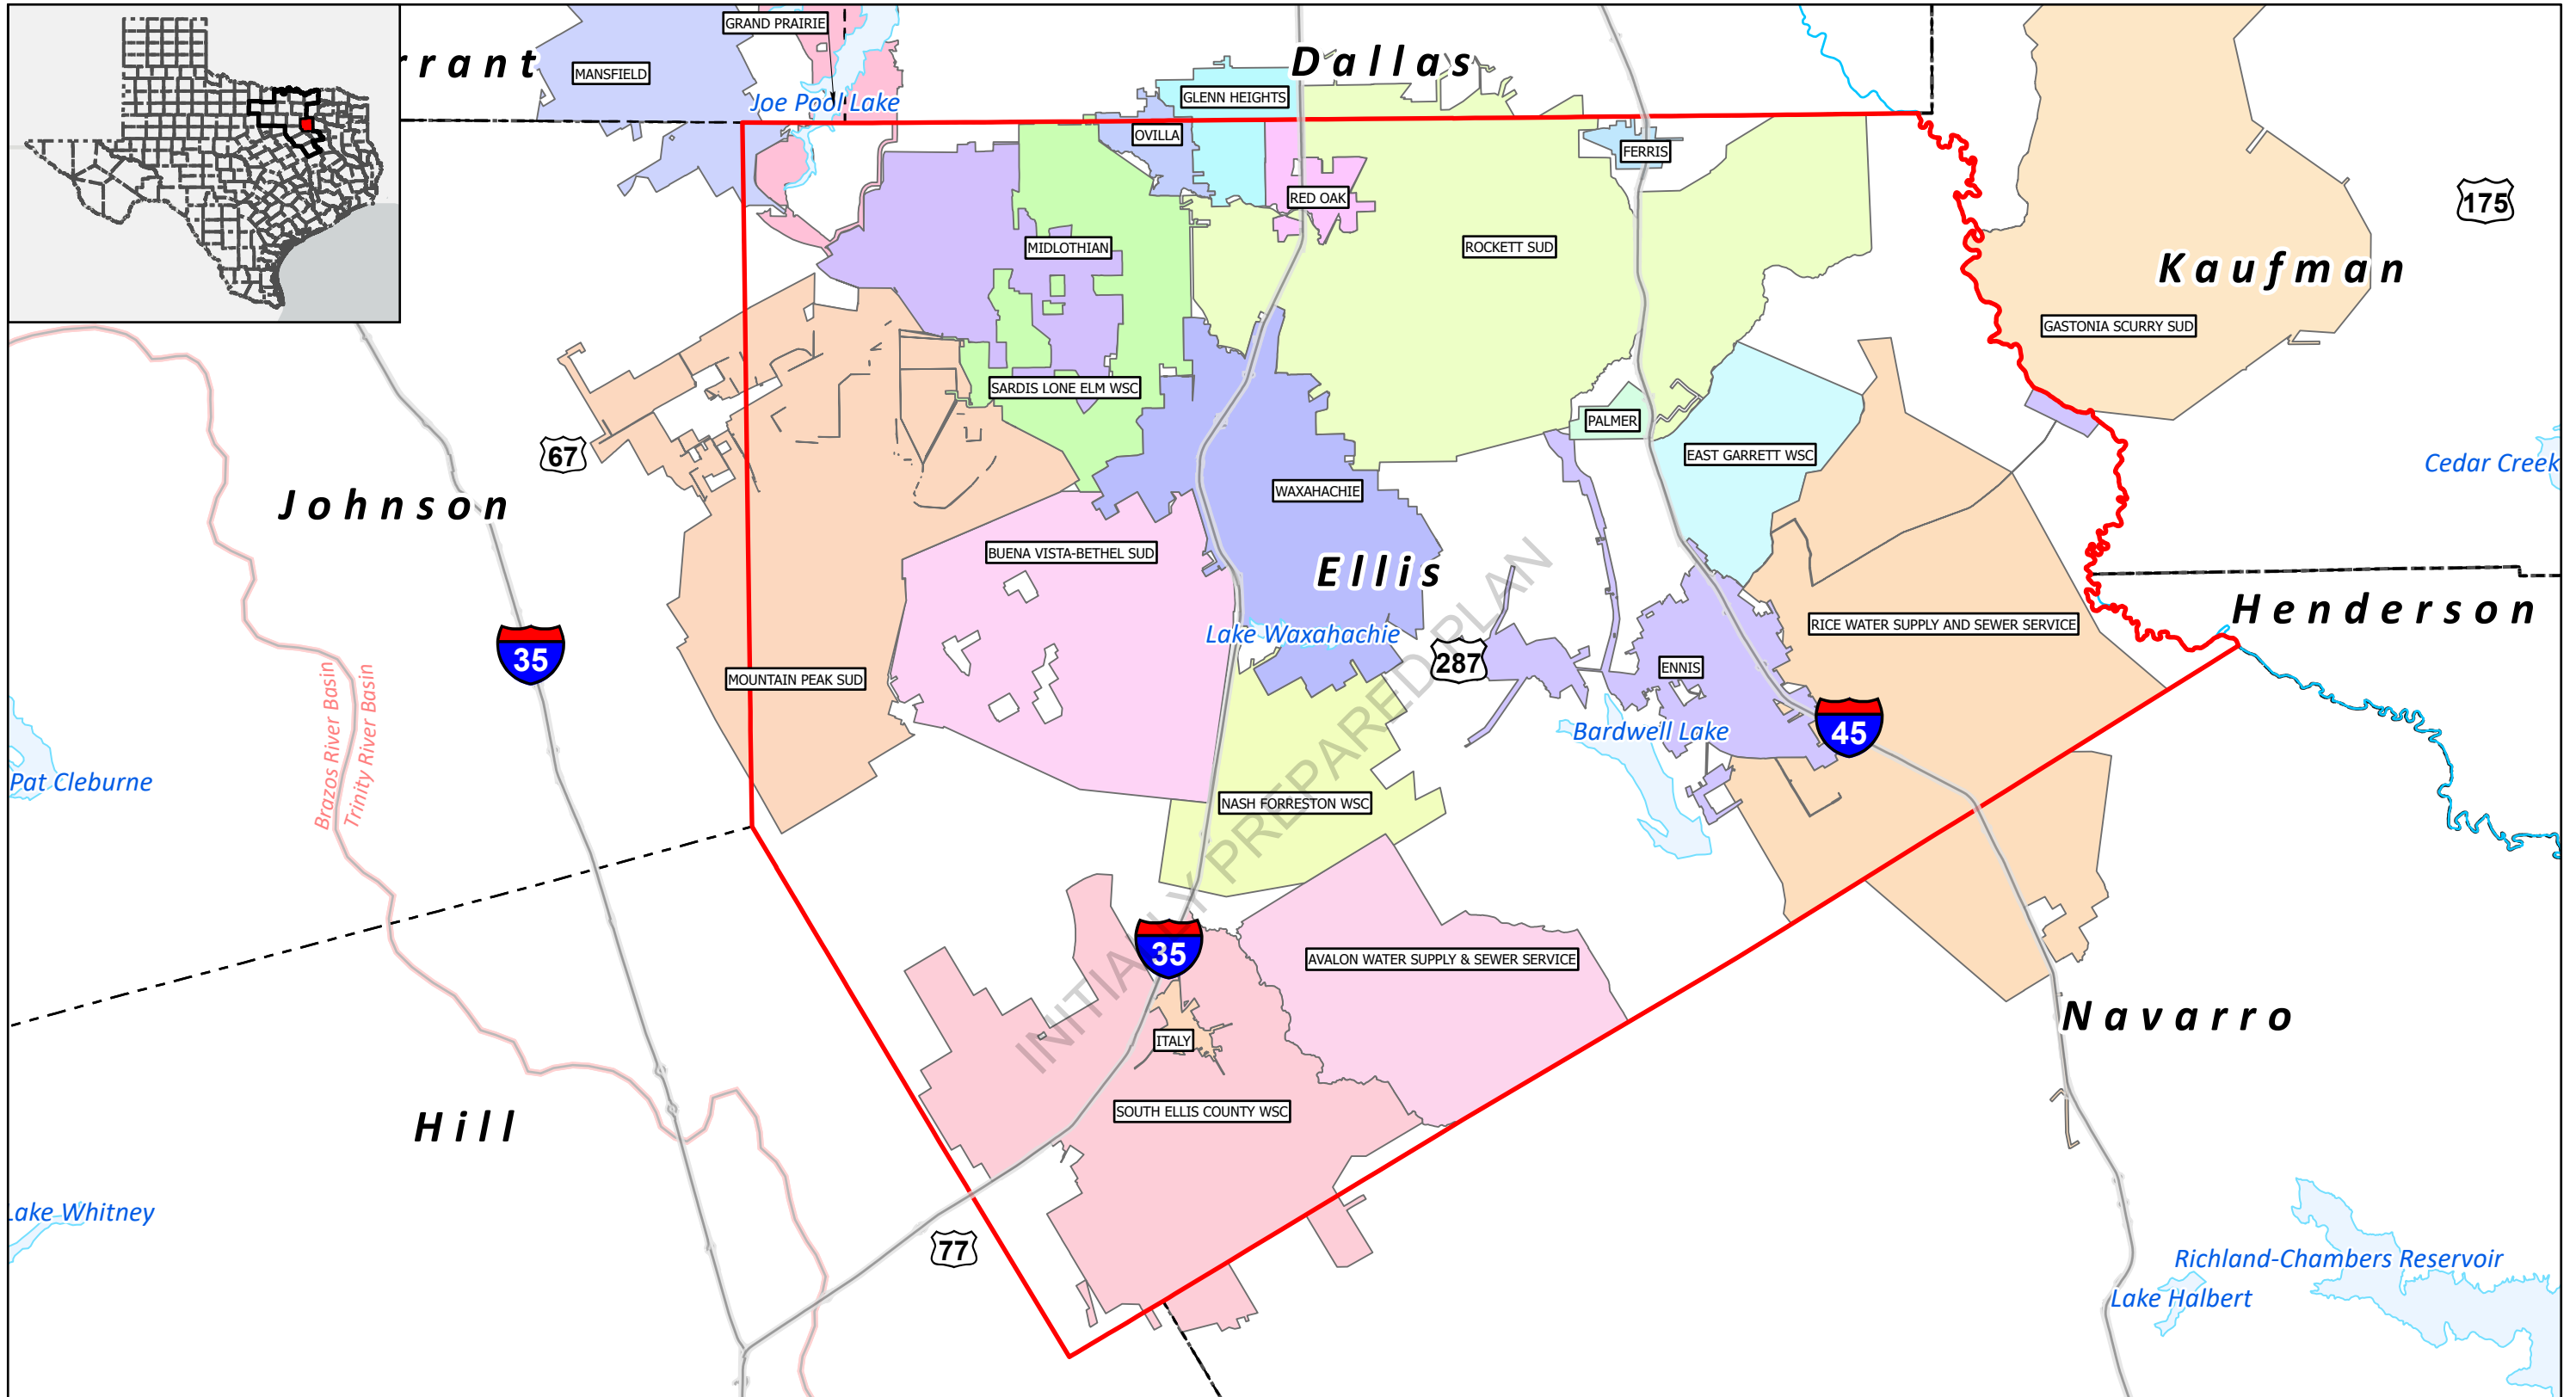 GRAND PRAIRIE
rrant
Dallas
MANSFIELD
Joe Pool Lake
GLENN HEIGHTS
OVILLA
FERRIS
RED OAK
175
MIDLOTHIAN
ROCKETT SUD
Kaufman
GASTONIA SCURRY SUD
SARDIS LONE ELM WSC
PALMER
67
EAST GARRETT WSC
Cedar Creek
Johnson
WAXAHACHIE
BUENA VISTA-BETHEL SUD
Ellis
Henderson
RICE WATER SUPPLY AND SEWER SERVICE
Lake Waxahachie
35
287
ENNIS
MOUNTAIN PEAK SUD
Brazos River Basin
Trinity River Basin
Bardwell Lake
45
Pat Cleburne
NASH FORRESTON WSC
INITIALLY PREPARED PLAN
35
AVALON WATER SUPPLY & SEWER SERVICE
Navarro
ITALY
SOUTH ELLIS COUNTY WSC
Hill
Lake Whitney
77
Richland-Chambers Reservoir
Lake Halbert